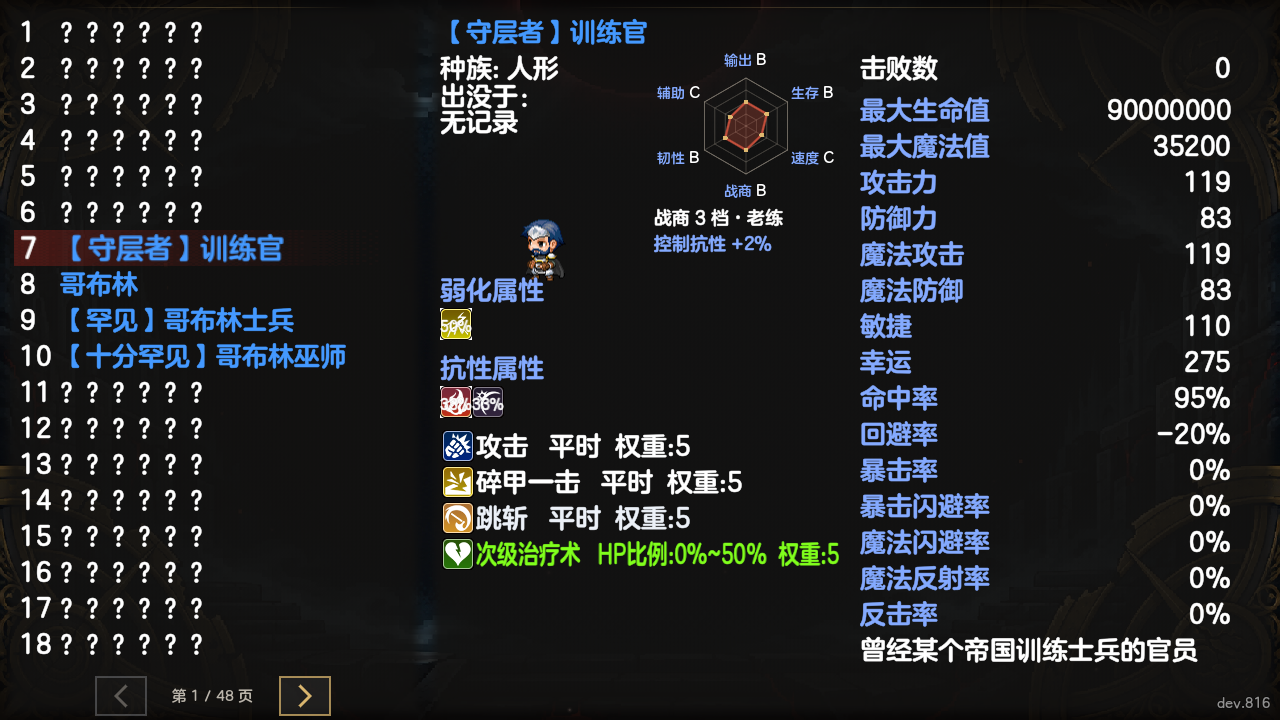 1 ？？？？？？
2 ？？？？？？
3 ？？？？？？
4 ？？？？？？
5 ？？？？？？
6 ？？？？？？
7 【守层者】训练官
8 哥布林
9 【罕见】哥布林士兵
10 【十分罕见】哥布林巫师
11 ？？？？？？
12 ？？？？？？
13 ？？？？？？
14 ？？？？？？
15 ？？？？？？
16 ？？？？？？
17 ？？？？？？
18 ？？？？？？
第 1 / 48 页
【守层者】训练官
种族: 人形
出没于:
无记录
输出 B
辅助 C
生存 B
韧性 B
速度 C
战商 B
战商 3 档 · 老练
控制抗性 +2%
弱化属性
抗性属性
攻击 平时 权重:5
碎甲一击 平时 权重:5
跳斩 平时 权重:5
次级治疗术 HP比例:0%~50% 权重:5
击败数 0
最大生命值 90000000
最大魔法值 35200
攻击力 119
防御力 83
魔法攻击 119
魔法防御 83
敏捷 110
幸运 275
命中率 95%
回避率 -20%
暴击率 0%
暴击闪避率 0%
魔法闪避率 0%
魔法反射率 0%
反击率 0%
曾经某个帝国训练士兵的官员
dev.816